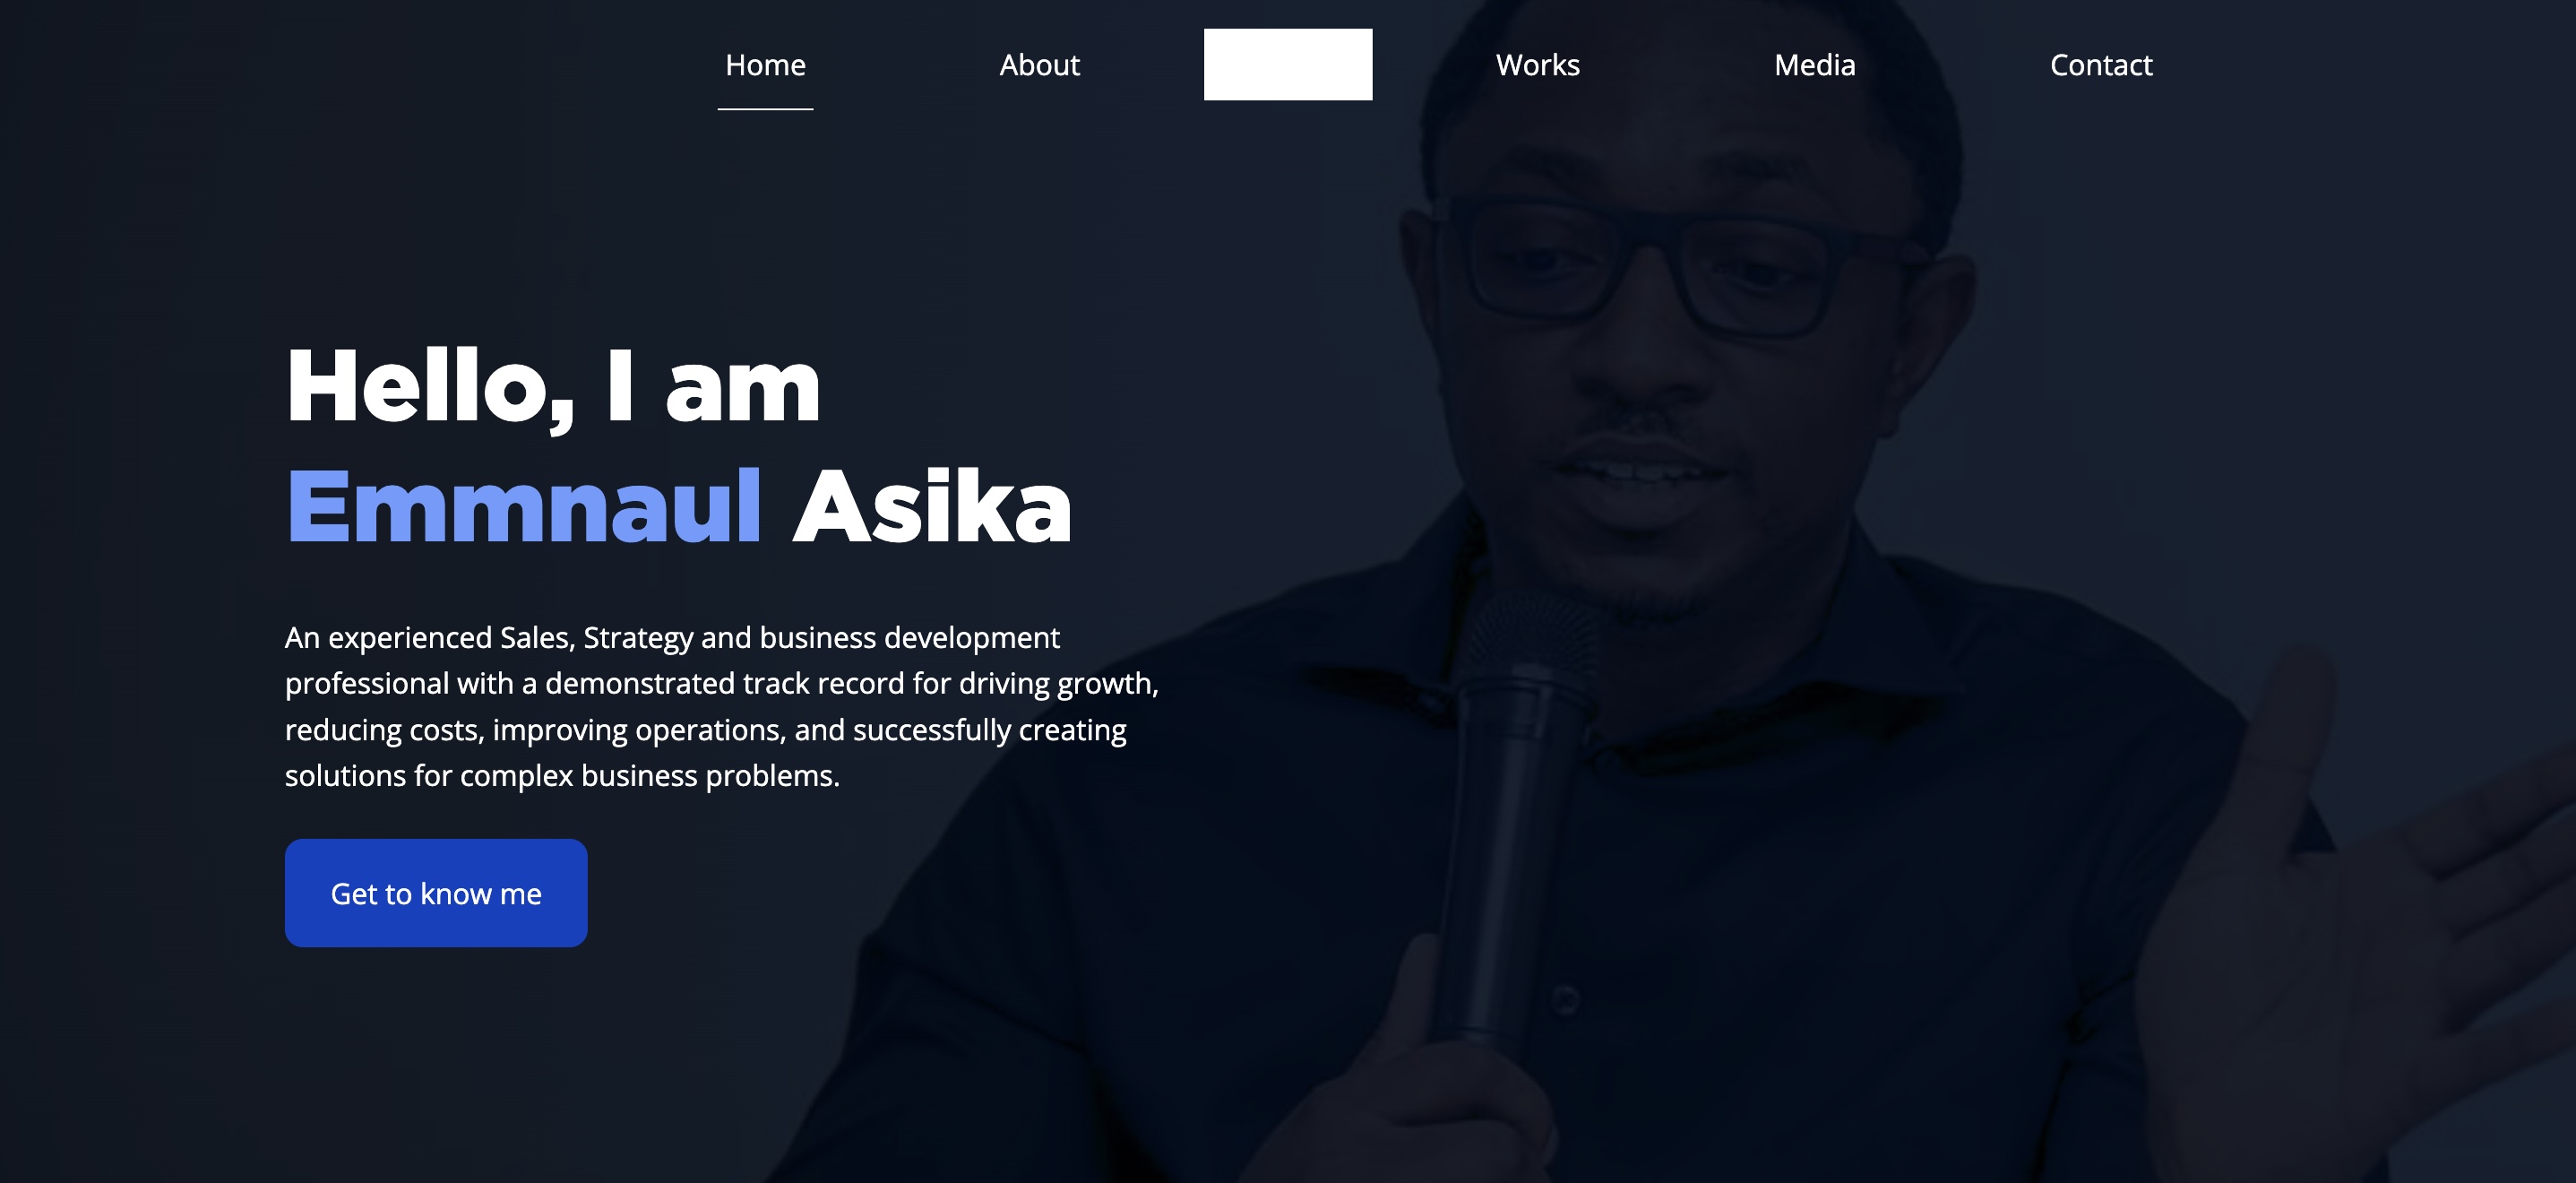 Home About Works Media Contact
Hello, I am
Emmnaul Asika
An experienced Sales, Strategy and business development
professional with a demonstrated track record for driving growth,
reducing costs, improving operations, and successfully creating
solutions for complex business problems.
Get to know me